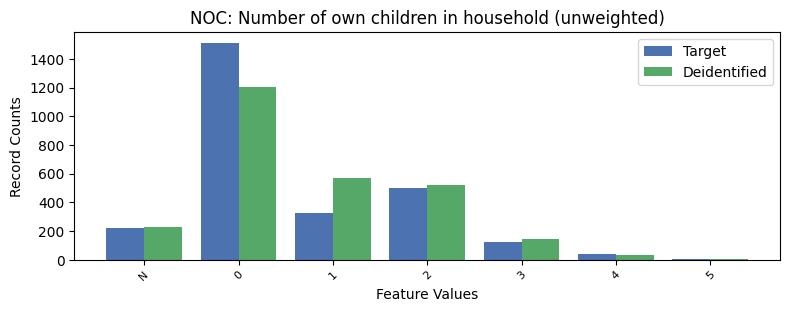 NOC: Number of own children in household (unweighted)
Target
Deidentified
Record Counts
1400
1200
1000
800
600
400
200
0
N 0 1 2 3 4 5
Feature Values